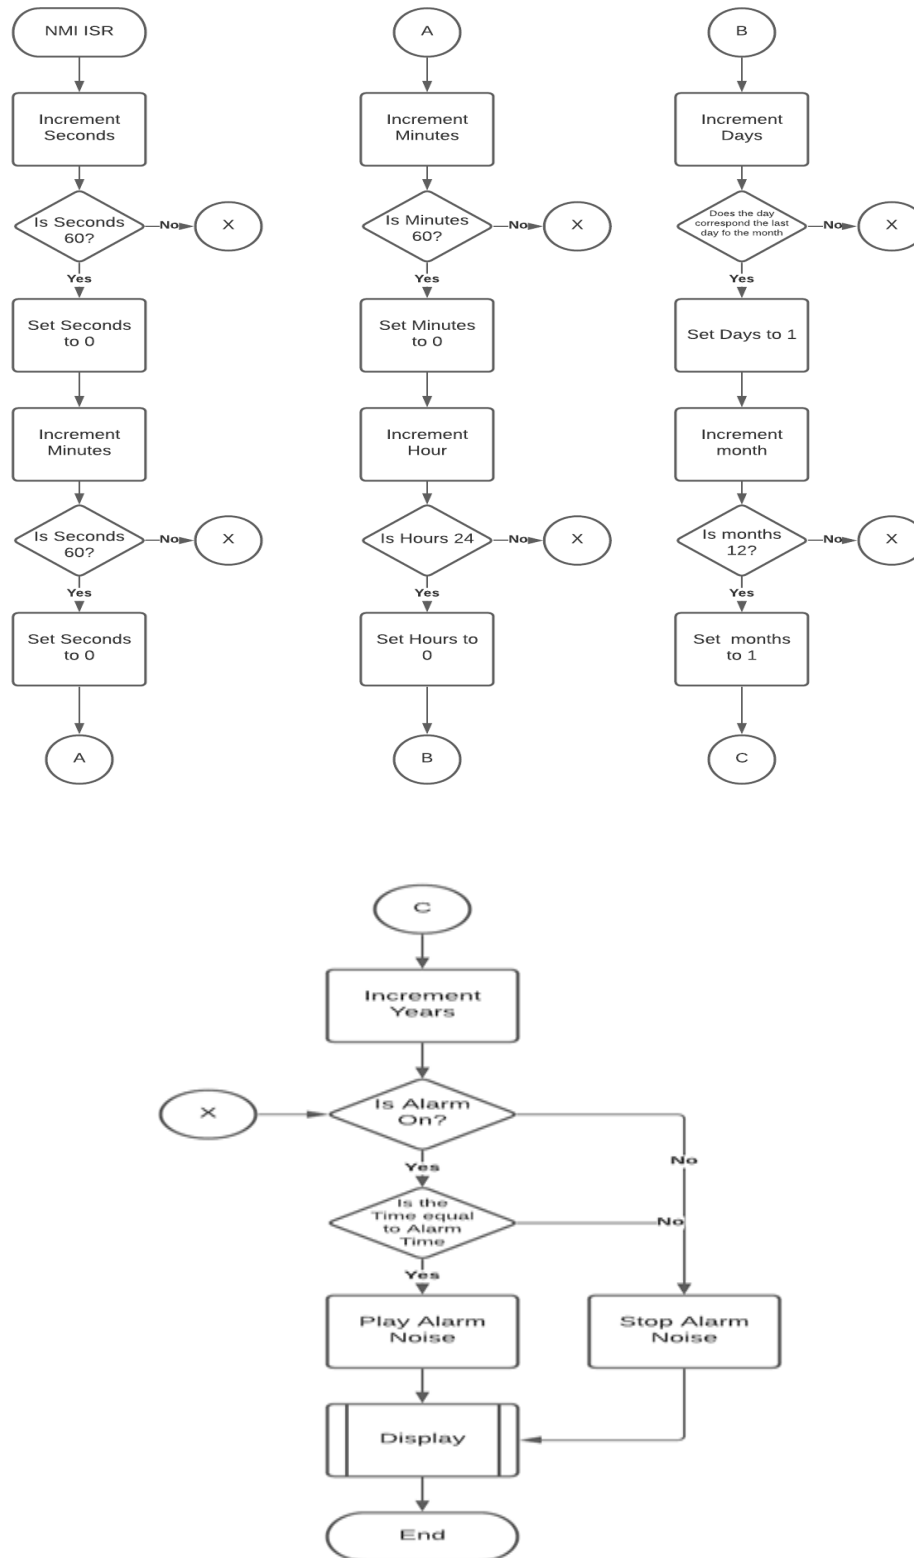 NMI ISR
Increment
Seconds
Is Seconds
60?
No
X
Yes
Set Seconds
to 0
Increment
Minutes
Is Seconds
60?
No
X
Yes
Set Seconds
to 0
A
A
Increment
Minutes
Is Minutes
60?
No
X
Yes
Set Minutes
to 0
Increment
Hour
Is Hours 24
No
X
Yes
Set Hours to
0
B
B
Increment
Days
Does the day
correspond the last
day fo the month
No
X
Yes
Set Days to 1
Increment
month
Is months
12?
No
X
Yes
Set months
to 1
C
C
Increment
Years
X
Is Alarm
On?
No
Yes
Is the
Time equal
to Alarm
Time
No
Yes
Play Alarm
Noise
Stop Alarm
Noise
Display
End